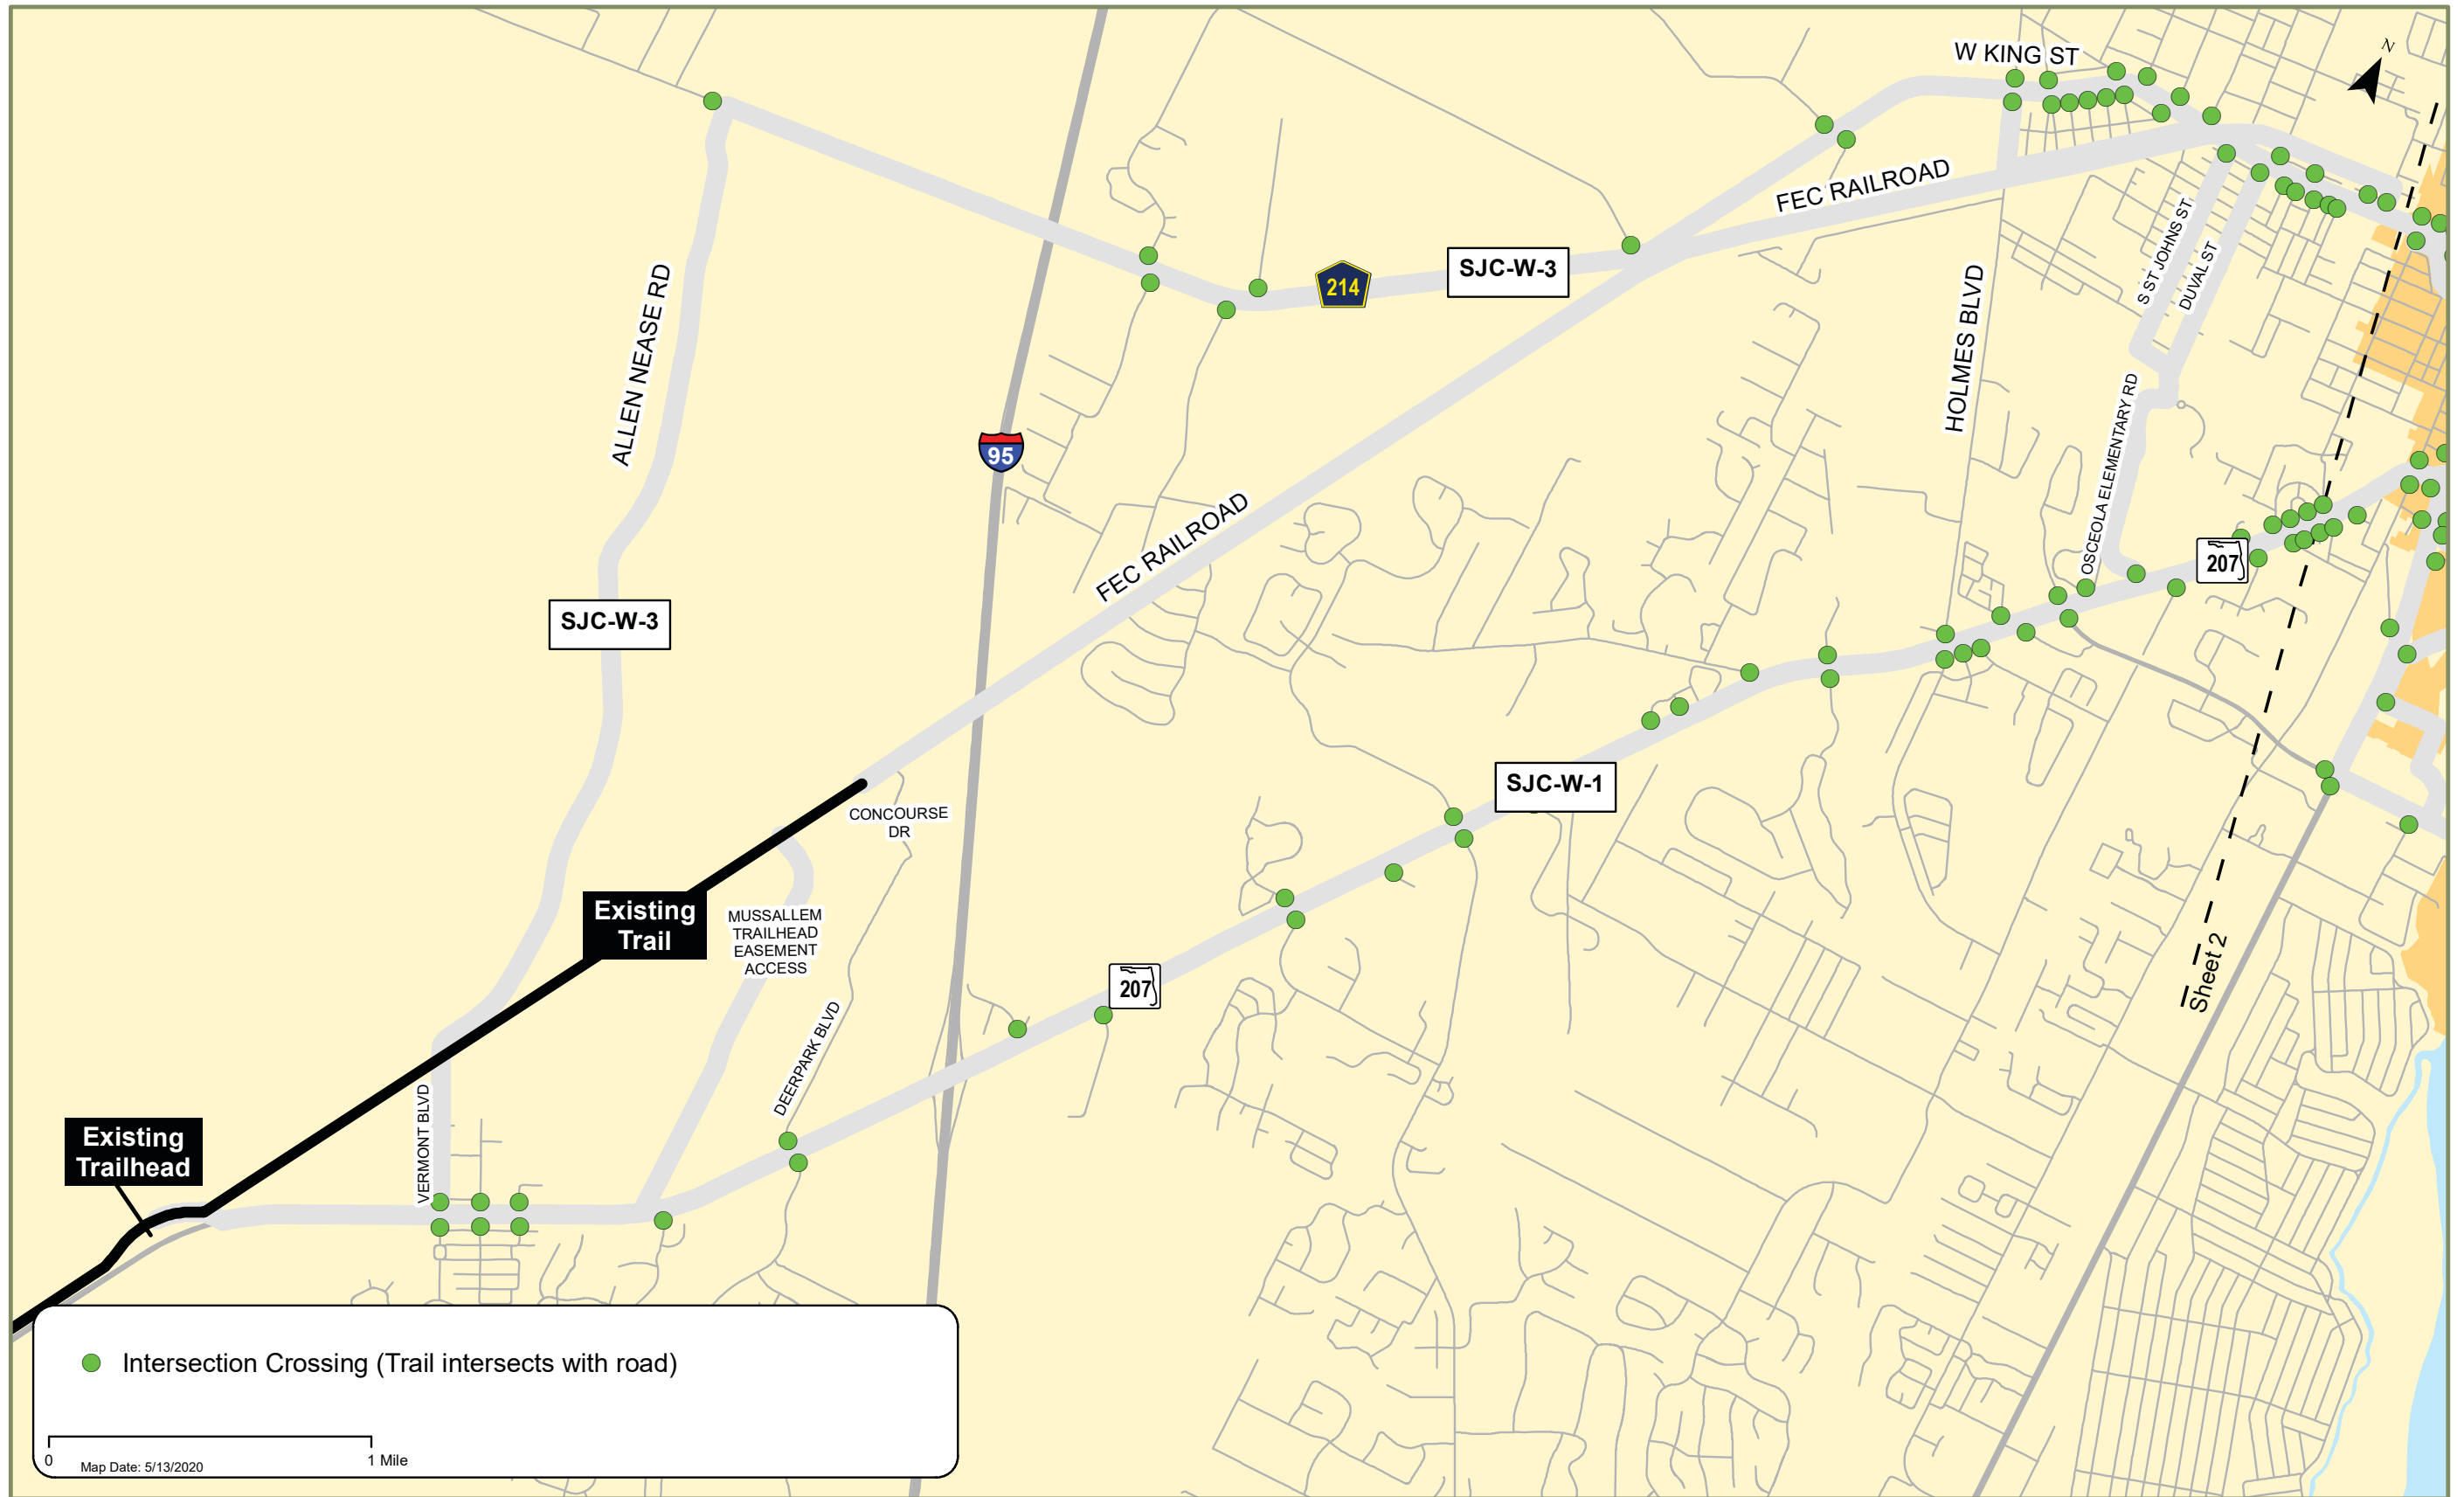 W KING ST
N
FEC RAILROAD
SJC-W-3
214
ALLEN NEASE RD
S ST JOHNS ST
DUVAL ST
HOLMES BLVD
95
OSCEOLA ELEMENTARY RD
FEC RAILROAD
207
SJC-W-3
SJC-W-1
CONCOURSE
DR
Existing
Trail
MUSSALLEM
TRAILHEAD
EASEMENT
ACCESS
Sheet 2
207
DEERPARK BLVD
VERMONT BLVD
Existing
Trailhead
Intersection Crossing (Trail intersects with road)
0
1 Mile
Map Date: 5/13/2020